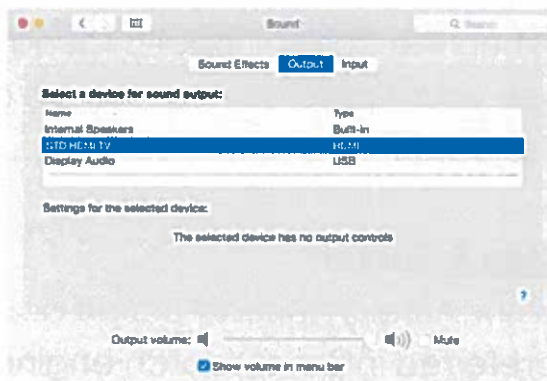 Sound
Search
Sound Effects Output Input
Select a device for sound output:
Name Type
Internal Speakers Built-in
STD HDMI TV HDMI
Display Audio USB
Settings for the selected device:
The selected device has no output controls
?
Output volume: Mute
Show volume in menu bar